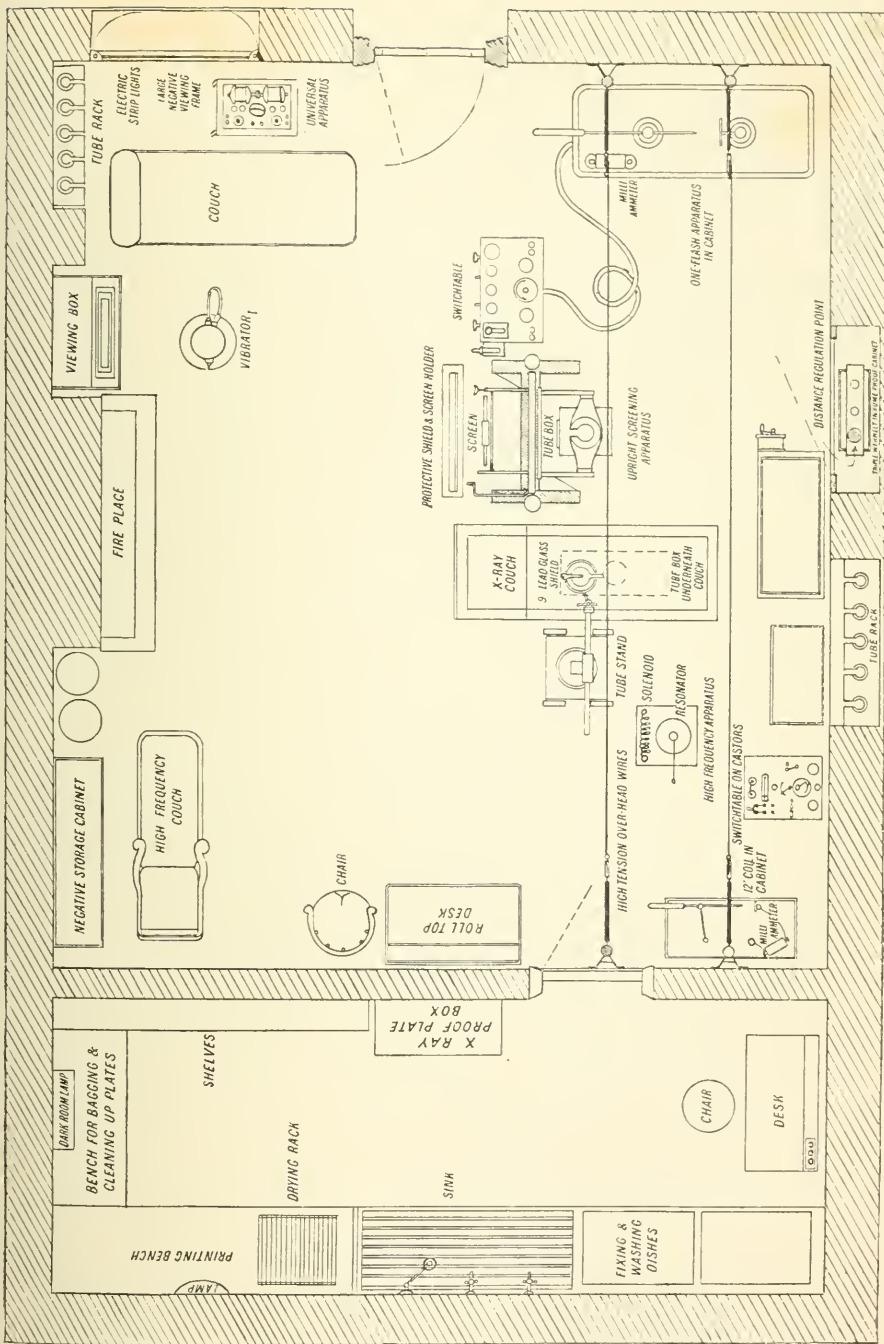 ELECTRIC
STRIP LIGHTS
LARGE
NEGATIVE
VIEWING
FRAME
UNIVERSAL
APPARATUS
TUBE RACK
COUCH
VIEWING BOX
VIBRATOR
MILLI
AMMETER
ONE-FLASH APPARATUS
IN CABINET
SWITCHTABLE
PROTECTIVE SHIELD & SCREEN HOLDER
SCREEN
TUBE BOX
UPRIGHT SCREENING
APPARATUS
DISTANCE REGULATION POINT
FIRE PLACE
X-RAY
COUCH
9 LEAD GLASS
SHIELD
TUBE BOX
UNDERNEATH
COUCH
TUBE RACK
TUBE STAND
SOLENOID
RESONATOR
HIGH FREQUENCY APPARATUS
NEGATIVE STORAGE CABINET
HIGH FREQUENCY
COUCH
HIGH TENSION OVER-HEAD WIRES
SWITCHTABLE ON CASTORS
CHAIR
ROLL TOP
DESK
12" COIL IN
CABINET
MILLI
AMMETER
X RAY
PROOF PLATE
BOX
SHELVES
DARK ROOM LAMP
BENCH FOR BAGGING &
CLEANING UP PLATES
CHAIR
DESK
DRYING RACK
SINK
PRINTING BENCH
LAMP
FIXING &
WASHING
DISHES